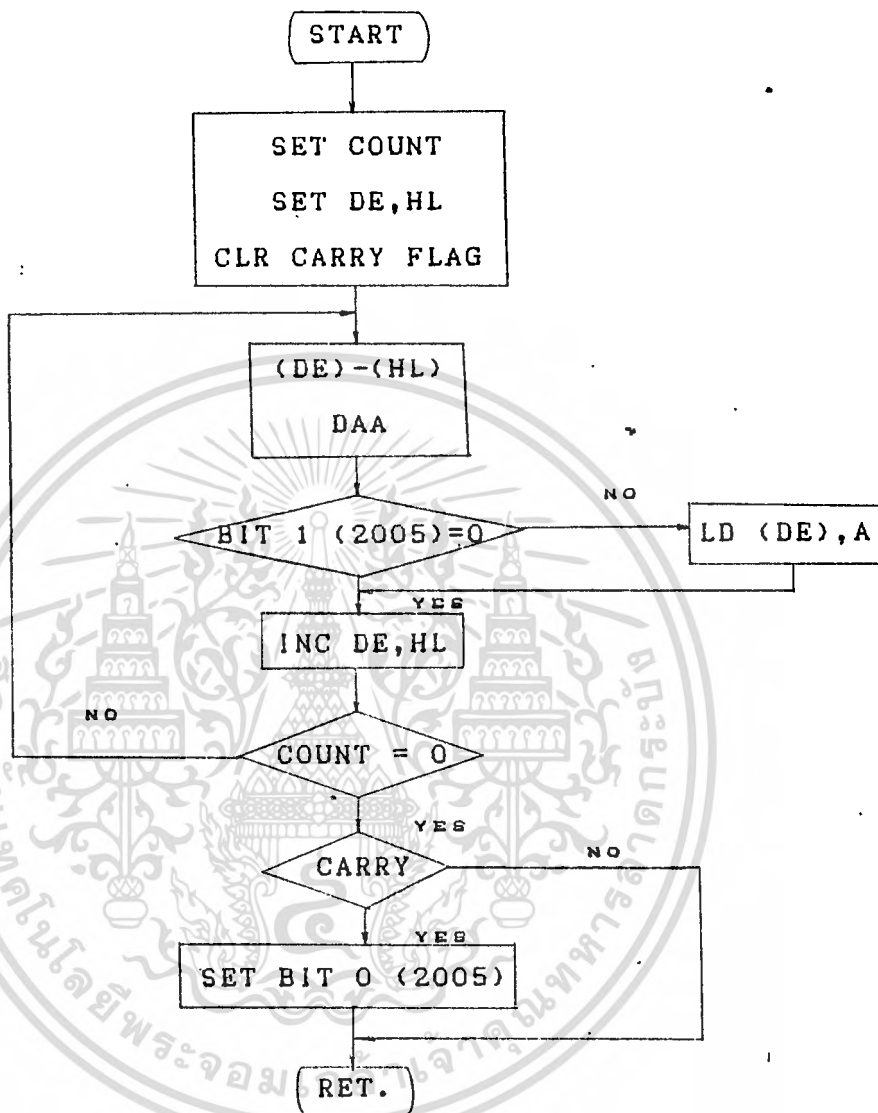 START
SET COUNT
SET DE,HL
CLR CARRY FLAG
(DE)-(HL)
DAA
BIT 1 (2005)=0
NO
LD (DE),A
YES
INC DE,HL
NO
COUNT = 0
YES
CARRY
NO
YES
SET BIT 0 (2005)
RET.